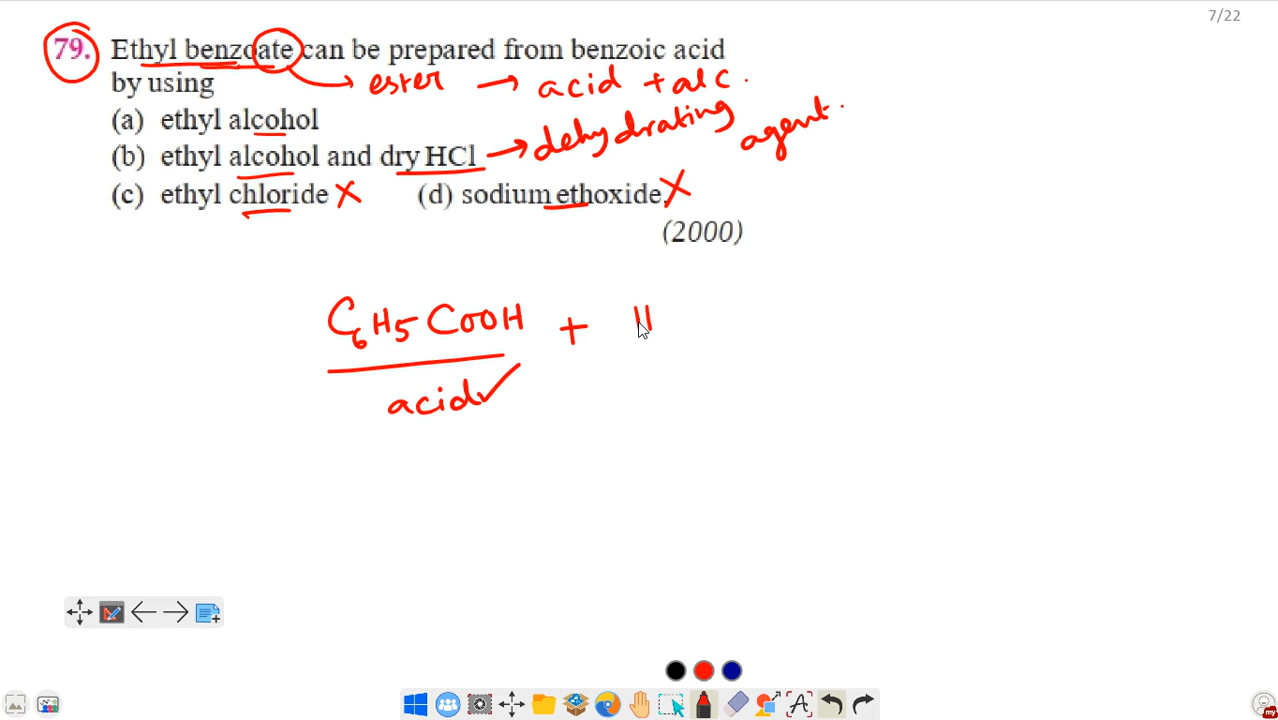 7/22
79. Ethyl benzoate can be prepared from benzoic acid
by using → ester → acid + alc.
(a) ethyl alcohol
(b) ethyl alcohol and dry HCl → dehydrating agent.
(c) ethyl chloride X (d) sodium ethoxide. X
(2000)
C6H5COOH +
acid ✓